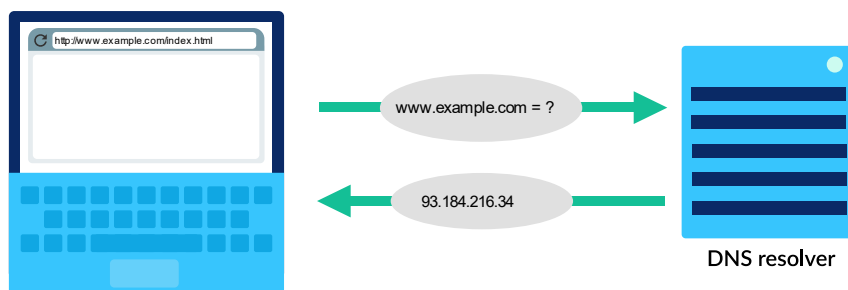 http://www.example.com/index.html
www.example.com = ?
93.184.216.34
DNS resolver